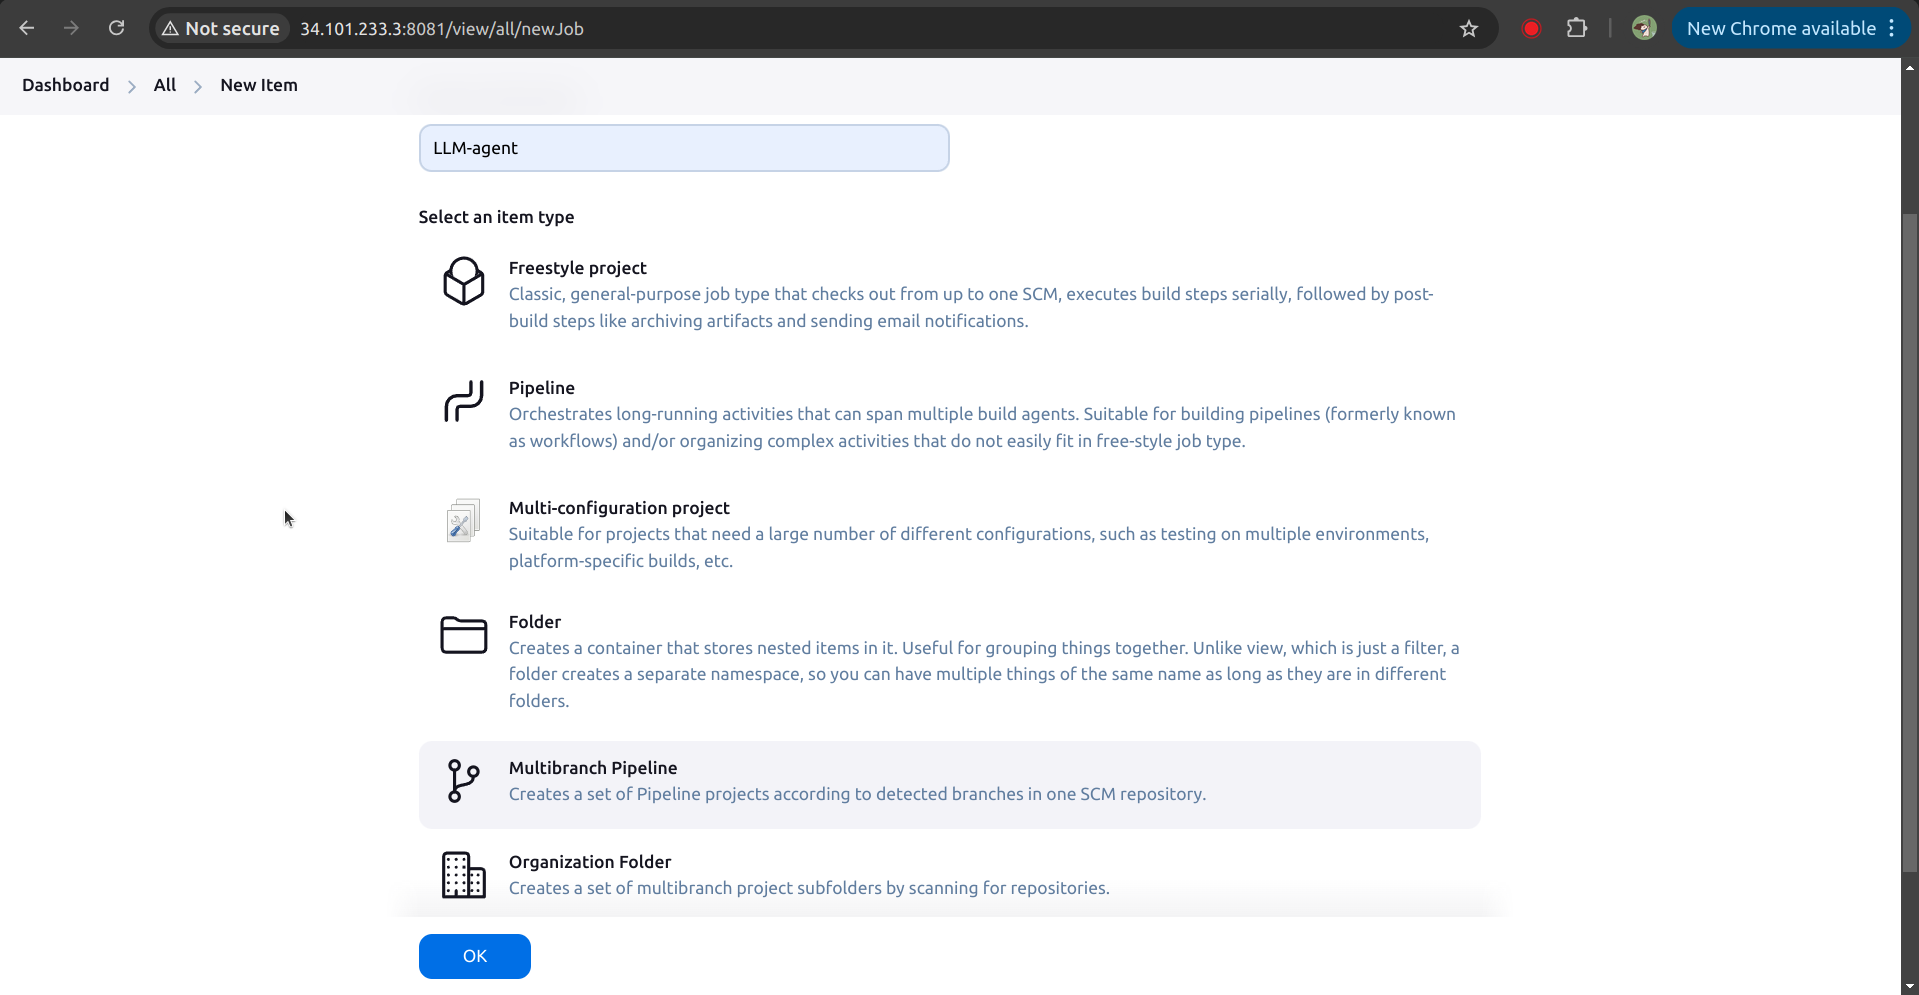 Not secure
34.101.233.3:8081/view/all/newJob
New Chrome available
Dashboard > All > New Item
LLM-agent
Select an item type
Freestyle project
Classic, general-purpose job type that checks out from up to one SCM, executes build steps serially, followed by post-
build steps like archiving artifacts and sending email notifications.
Pipeline
Orchestrates long-running activities that can span multiple build agents. Suitable for building pipelines (formerly known
as workflows) and/or organizing complex activities that do not easily fit in free-style job type.
Multi-configuration project
Suitable for projects that need a large number of different configurations, such as testing on multiple environments,
platform-specific builds, etc.
Folder
Creates a container that stores nested items in it. Useful for grouping things together. Unlike view, which is just a filter, a
folder creates a separate namespace, so you can have multiple things of the same name as long as they are in different
folders.
Multibranch Pipeline
Creates a set of Pipeline projects according to detected branches in one SCM repository.
Organization Folder
Creates a set of multibranch project subfolders by scanning for repositories.
OK